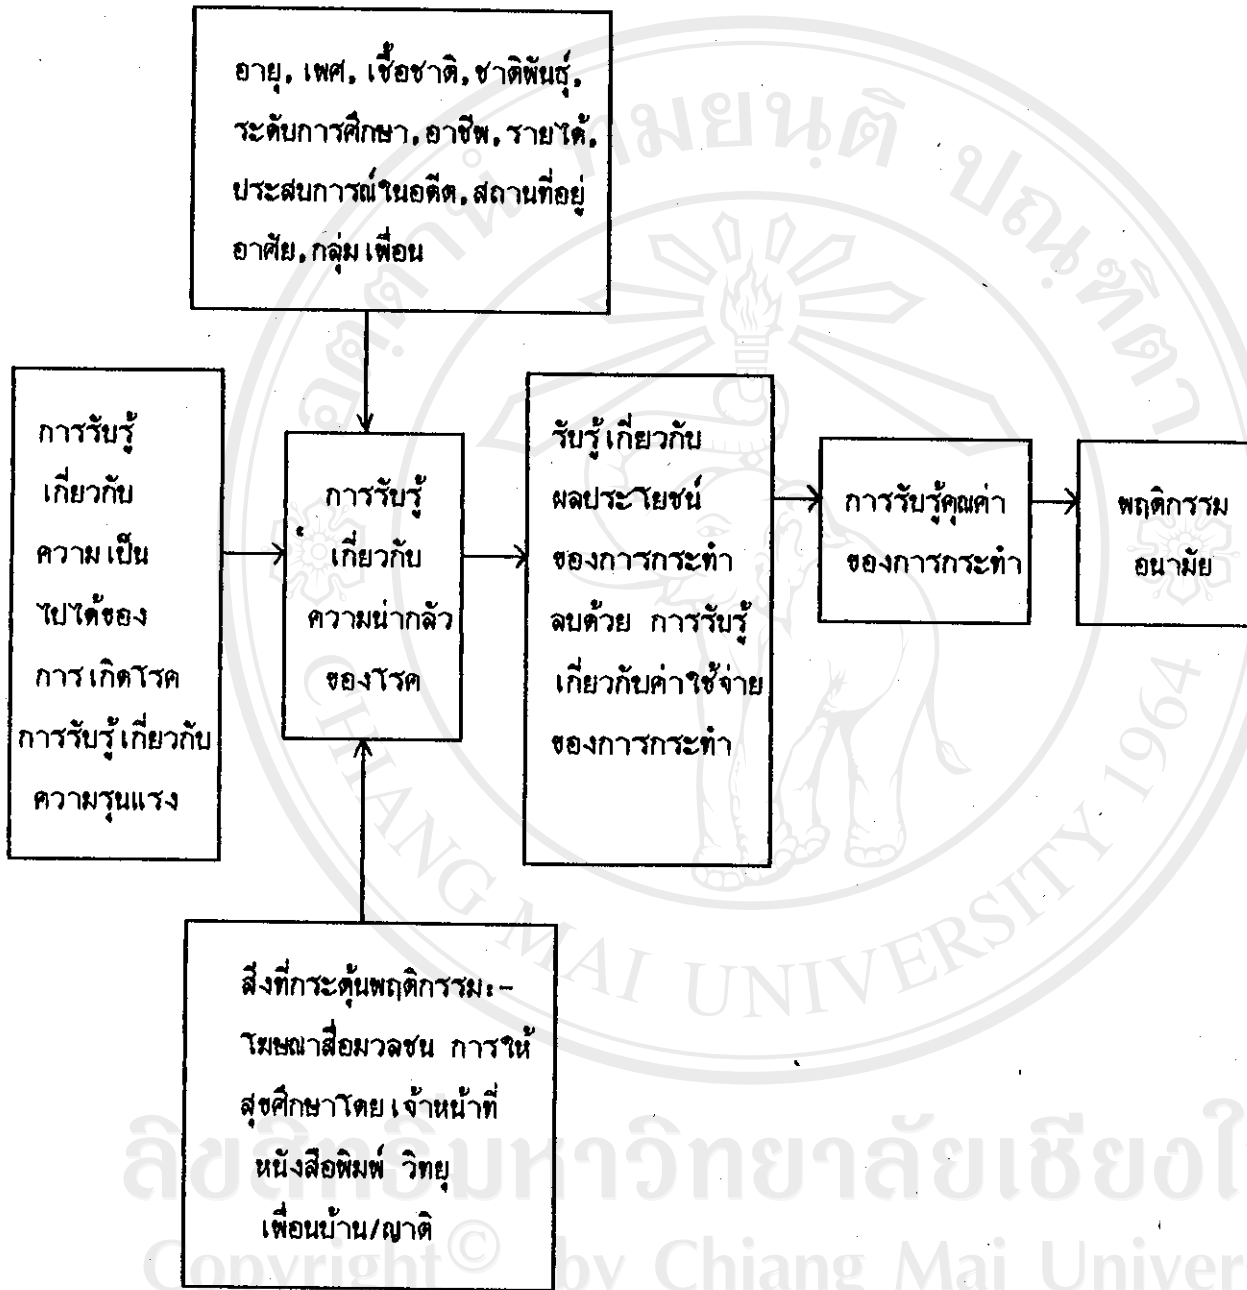 อายุ, เพศ, เชื้อชาติ, ชาติพันธุ์,
ระดับการศึกษา, อาชีพ, รายได้,
ประสบการณ์ในอดีต, สถานที่อยู่
อาศัย, กลุ่มเพื่อน
การรับรู้
เกี่ยวกับ
ความเป็น
ไปได้ของ
การเกิดโรค
การรับรู้เกี่ยวกับ
ความรุนแรง
การรับรู้
เกี่ยวกับ
ความน่ากลัว
ของโรค
รับรู้เกี่ยวกับ
ผลประโยชน์
ของการกระทำ
ลบด้วย การรับรู้
เกี่ยวกับค่าใช้จ่าย
ของการกระทำ
การรับรู้คุณค่า
ของการกระทำ
พฤติกรรม
อนามัย
สิ่งที่กระตุ้นพฤติกรรม:-
โฆษณาสื่อมวลชน การให้
สุขศึกษาโดยเจ้าหน้าที่
หนังสือพิมพ์ วิทยุ
เพื่อนบ้าน/ญาติ
อตฺตานํ ทมยนฺติ ปณฺฑิตา
CHIANG MAI UNIVERSITY 1964
ลิขสิทธิ์มหาวิทยาลัยเชียงใ
Copyright© by Chiang Mai Univer